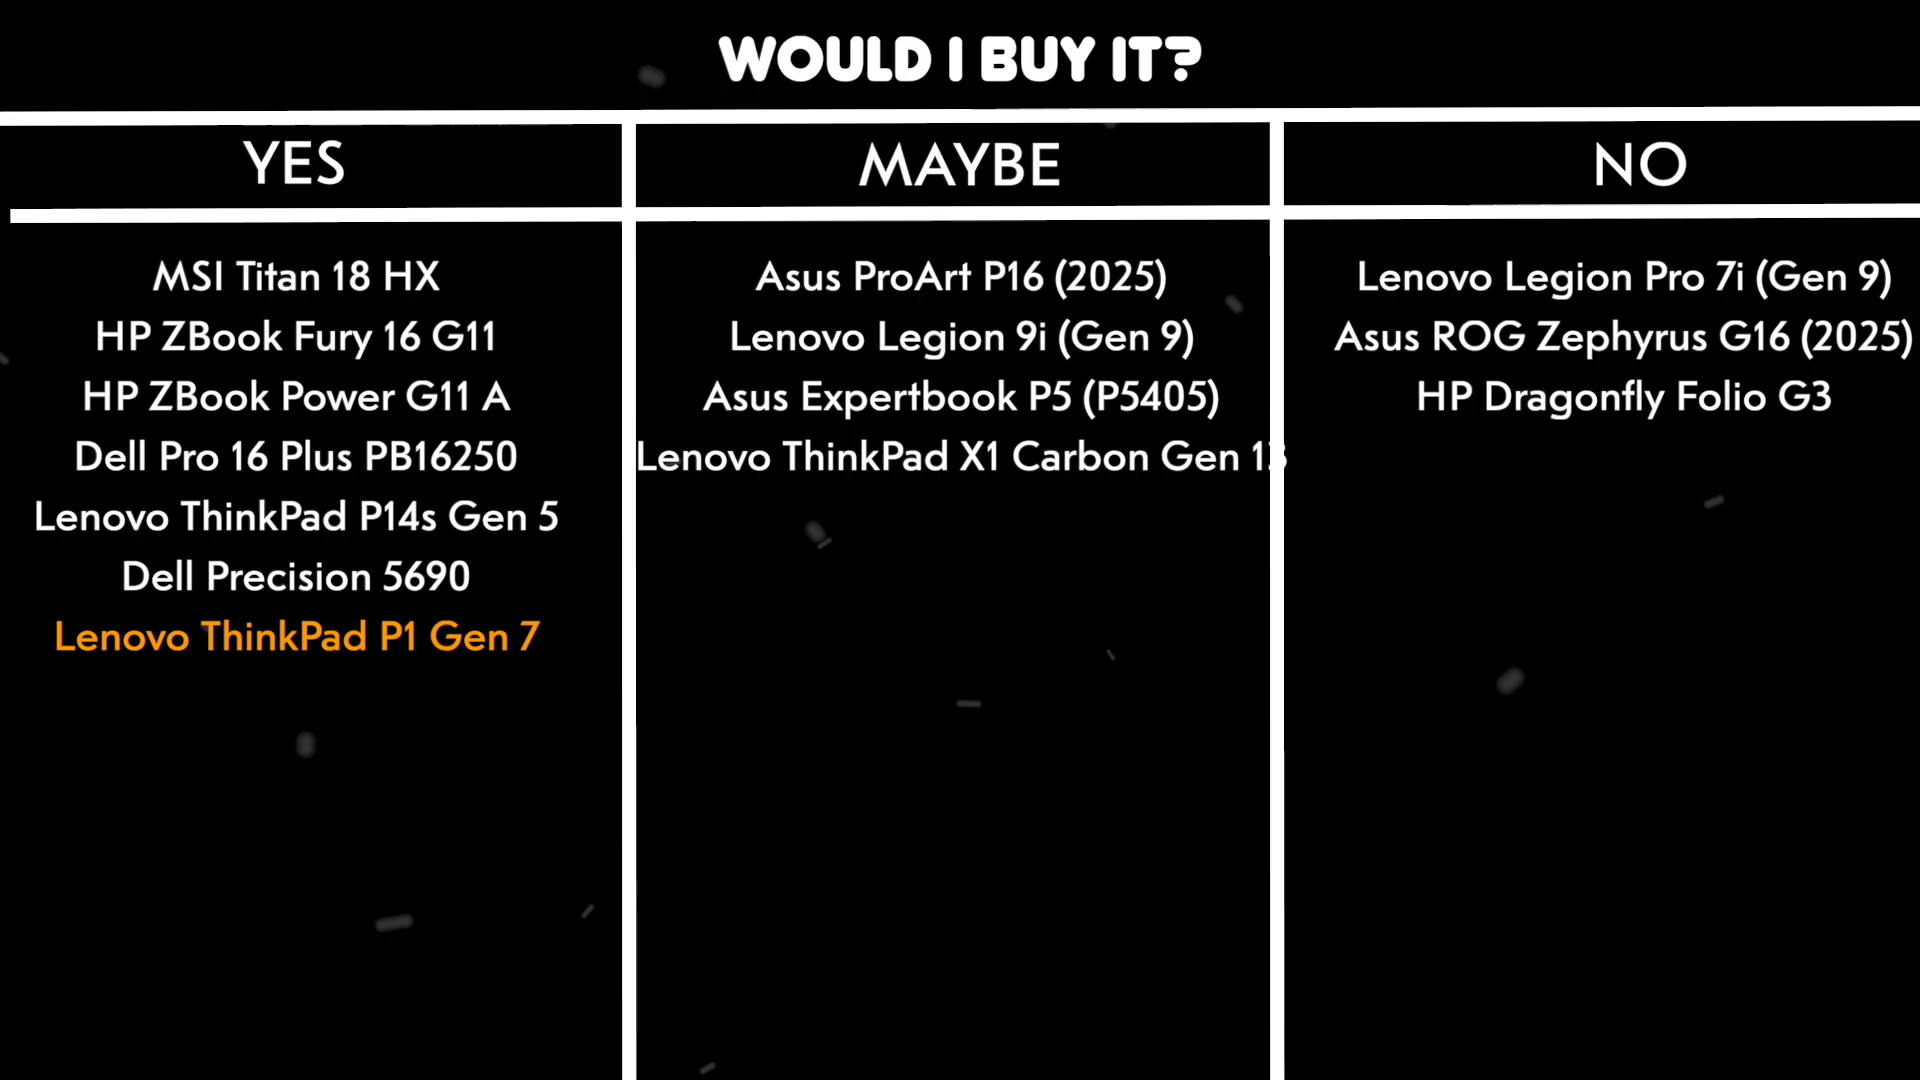 WOULD I BUY IT?
YES
MAYBE
NO
MSI Titan 18 HX
HP ZBook Fury 16 G11
HP ZBook Power G11 A
Dell Pro 16 Plus PB16250
Lenovo ThinkPad P14s Gen 5
Dell Precision 5690
Lenovo ThinkPad P1 Gen 7
Asus ProArt P16 (2025)
Lenovo Legion 9i (Gen 9)
Asus Expertbook P5 (P5405)
Lenovo ThinkPad X1 Carbon Gen 13
Lenovo Legion Pro 7i (Gen 9)
Asus ROG Zephyrus G16 (2025)
HP Dragonfly Folio G3